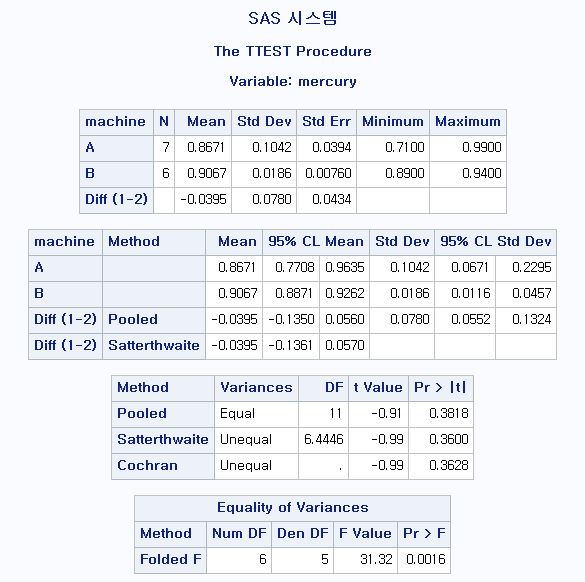 SAS 시스템
The TTEST Procedure
Variable: mercury
machine N Mean Std Dev Std Err Minimum Maximum
A 7 0.8671 0.1042 0.0394 0.7100 0.9900
B 6 0.9067 0.0186 0.00760 0.8900 0.9400
Diff (1-2) -0.0395 0.0780 0.0434
machine Method Mean 95% CL Mean Std Dev 95% CL Std Dev
A 0.8671 0.7708 0.9635 0.1042 0.0671 0.2295
B 0.9067 0.8871 0.9262 0.0186 0.0116 0.0457
Diff (1-2) Pooled -0.0395 -0.1350 0.0560 0.0780 0.0552 0.1324
Diff (1-2) Satterthwaite -0.0395 -0.1361 0.0570
Method Variances DF t Value Pr > |t|
Pooled Equal 11 -0.91 0.3818
Satterthwaite Unequal 6.4446 -0.99 0.3600
Cochran Unequal . -0.99 0.3628
Equality of Variances
Method Num DF Den DF F Value Pr > F
Folded F 6 5 31.32 0.0016